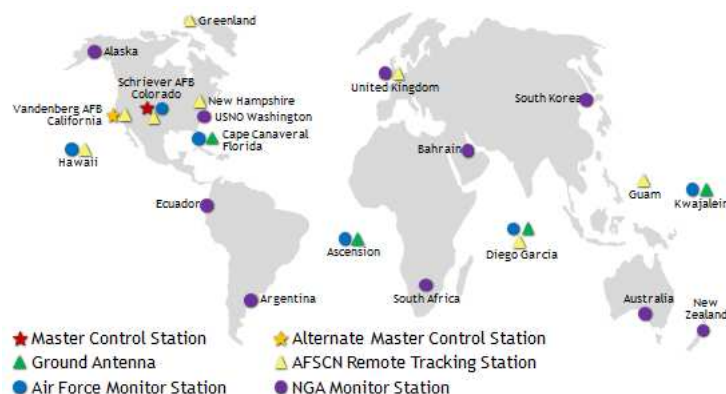 Greenland
Alaska
Schriever AFB
Colorado
Vandenberg AFB
California
New Hampshire
USNO Washington
Cape Canaveral
Florida
Hawaii
United Kingdom
South Korea
Bahrain
Guam
Kwajalein
Ecuador
Ascension
Diego Garcia
Argentina
South Africa
Australia
New
Zealand
Master Control Station
Alternate Master Control Station
Ground Antenna
AFSCN Remote Tracking Station
Air Force Monitor Station
NGA Monitor Station